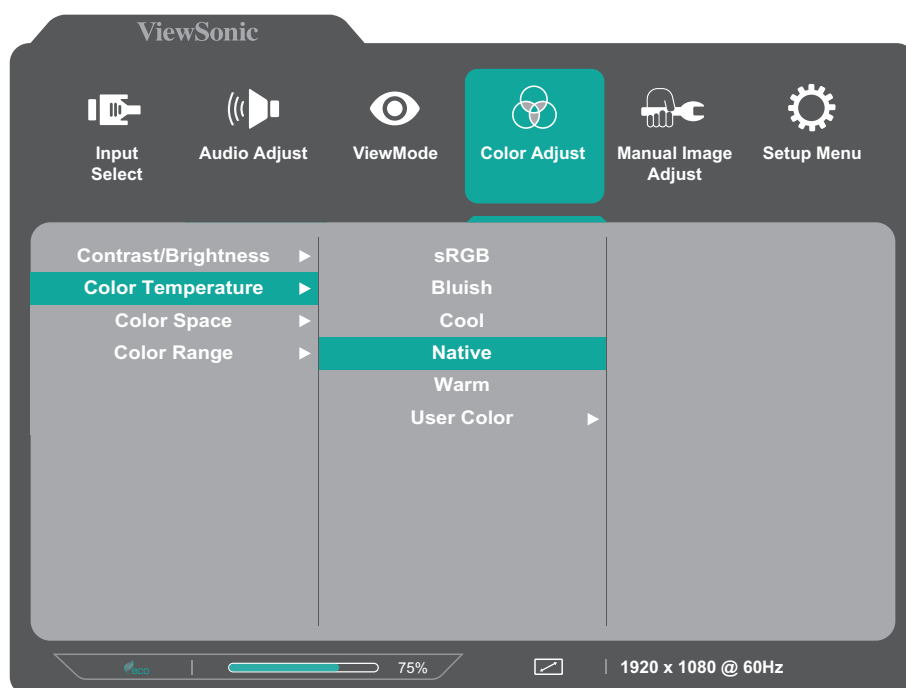 ViewSonic
Input
Select
Audio Adjust
ViewMode
Color Adjust
Manual Image
Adjust
Setup Menu
Contrast/Brightness
Color Temperature
Color Space
Color Range
sRGB
Bluish
Cool
Native
Warm
User Color
eco
75%
1920 x 1080 @ 60Hz